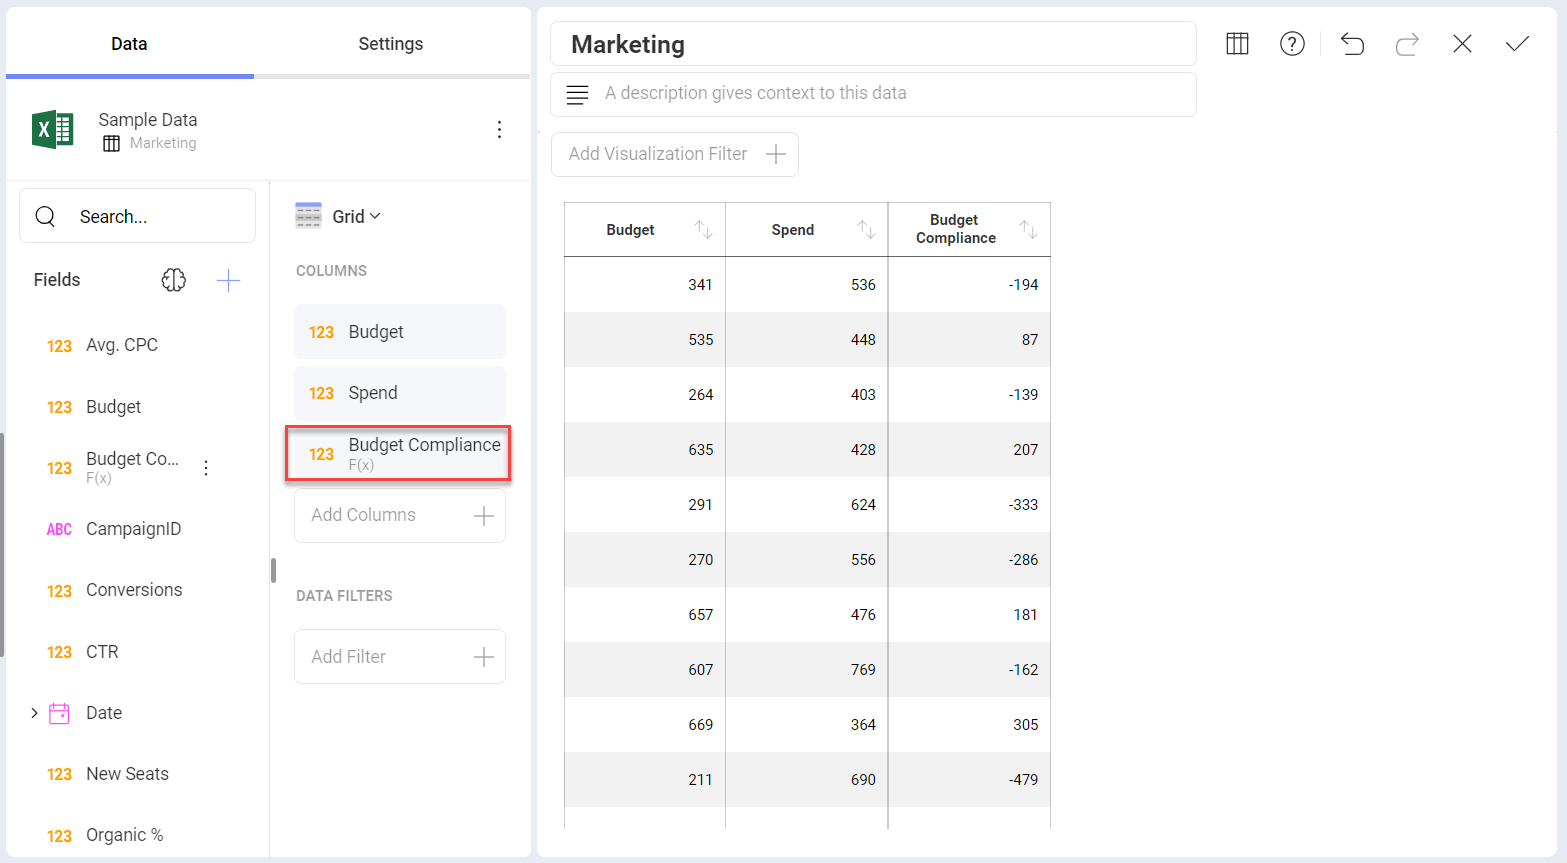 Data
Settings
Sample Data
Marketing
Search...
Fields
123 Avg. CPC
123 Budget
123 Budget Co...
F(x)
ABC CampaignID
123 Conversions
123 CTR
Date
123 New Seats
123 Organic %
Grid
COLUMNS
123 Budget
123 Spend
123 Budget Compliance
F(x)
Add Columns
DATA FILTERS
Add Filter
Marketing
A description gives context to this data
Add Visualization Filter
Budget Spend Budget
Compliance
341 536 -194
535 448 87
264 403 -139
635 428 207
291 624 -333
270 556 -286
657 476 181
607 769 -162
669 364 305
211 690 -479